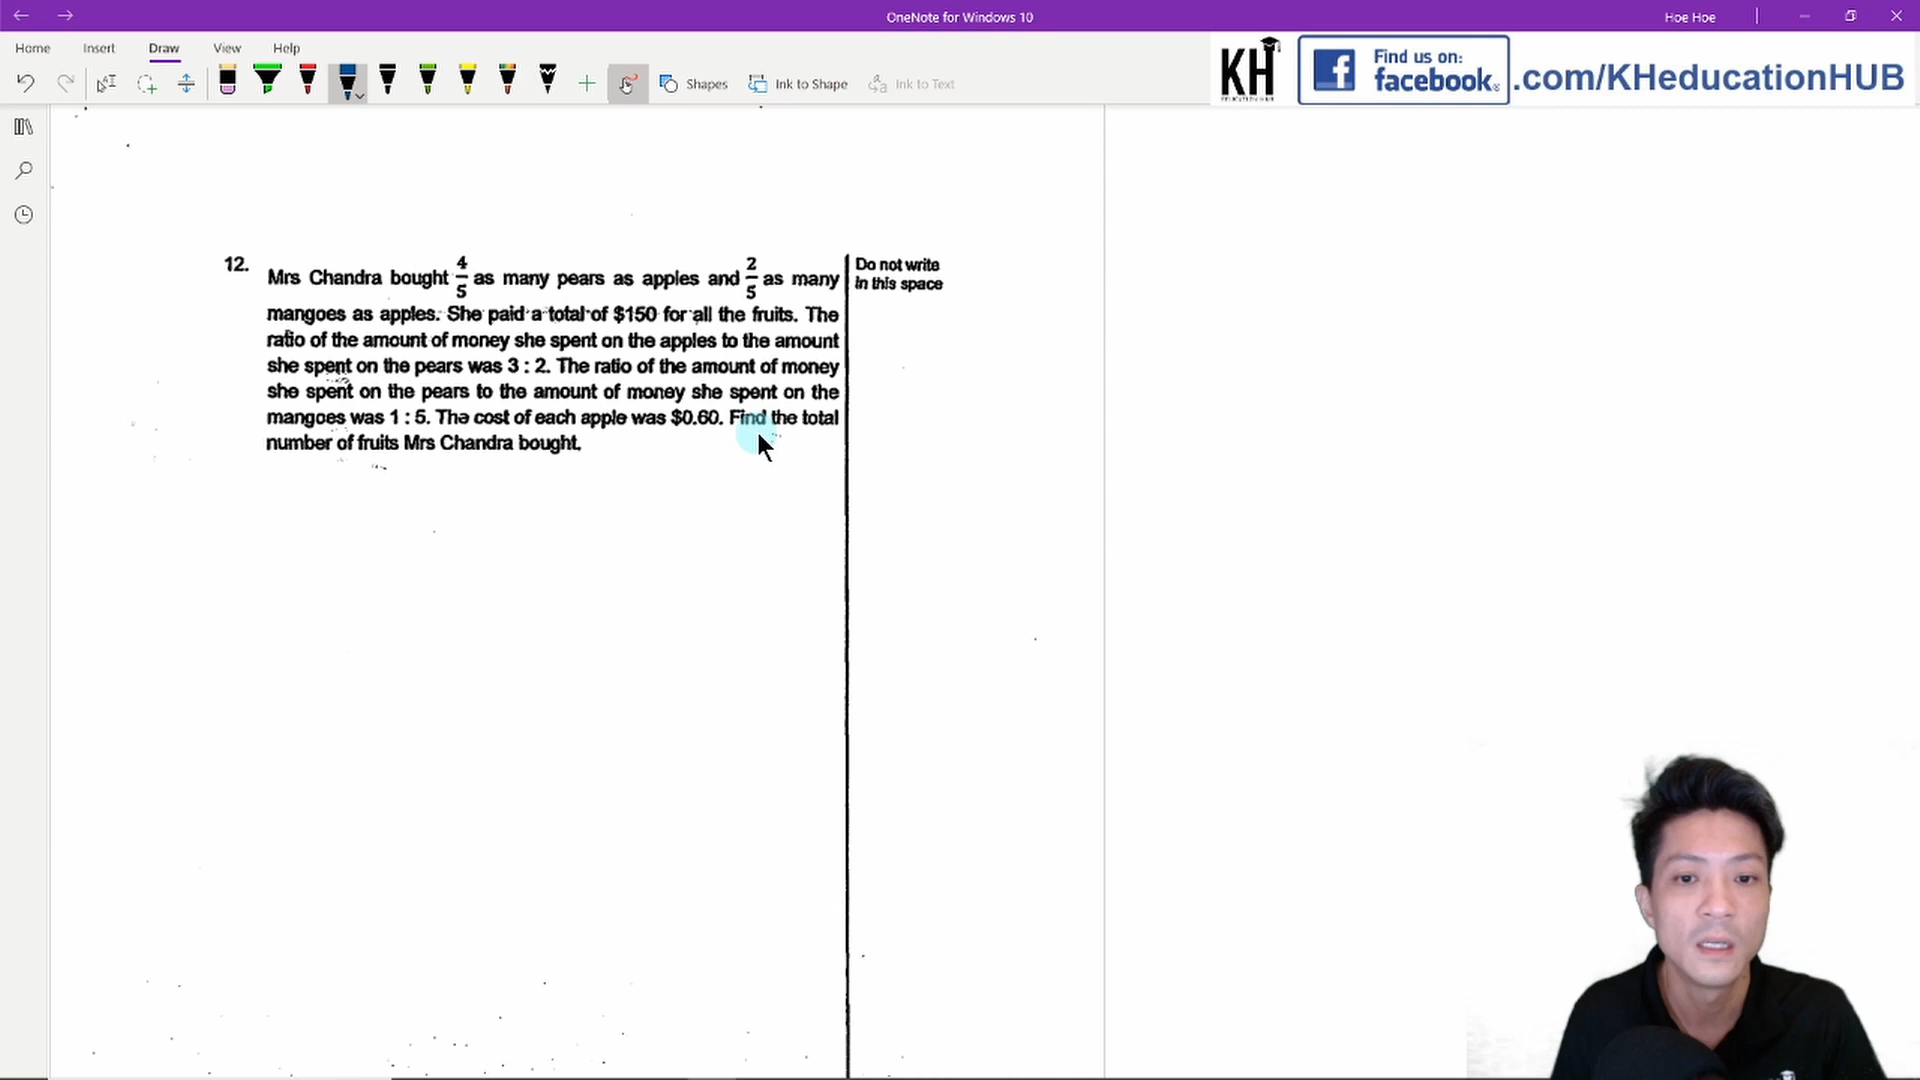 OneNote for Windows 10
Hoe Hoe
Home Insert Draw View Help
Shapes Ink to Shape Ink to Text
KH
EDUCATION HUB
Find us on:
facebook.
.com/KHeducationHUB
12. Mrs Chandra bought 4/5 as many pears as apples and 2/5 as many
mangoes as apples. She paid a total of $150 for all the fruits. The
ratio of the amount of money she spent on the apples to the amount
she spent on the pears was 3 : 2. The ratio of the amount of money
she spent on the pears to the amount of money she spent on the
mangoes was 1 : 5. The cost of each apple was $0.60. Find the total
number of fruits Mrs Chandra bought.
Do not write
in this space